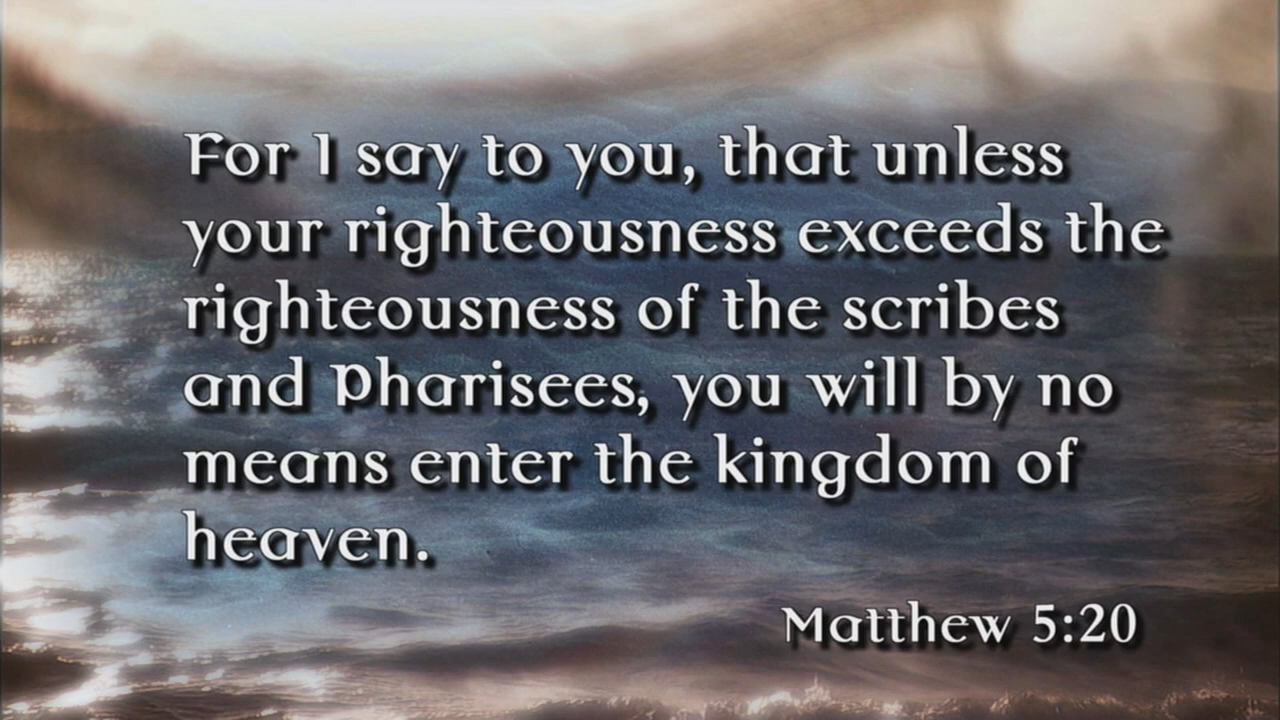 For I say to you, that unless
your righteousness exceeds the
righteousness of the scribes
and Pharisees, you will by no
means enter the kingdom of
heaven.
Matthew 5:20